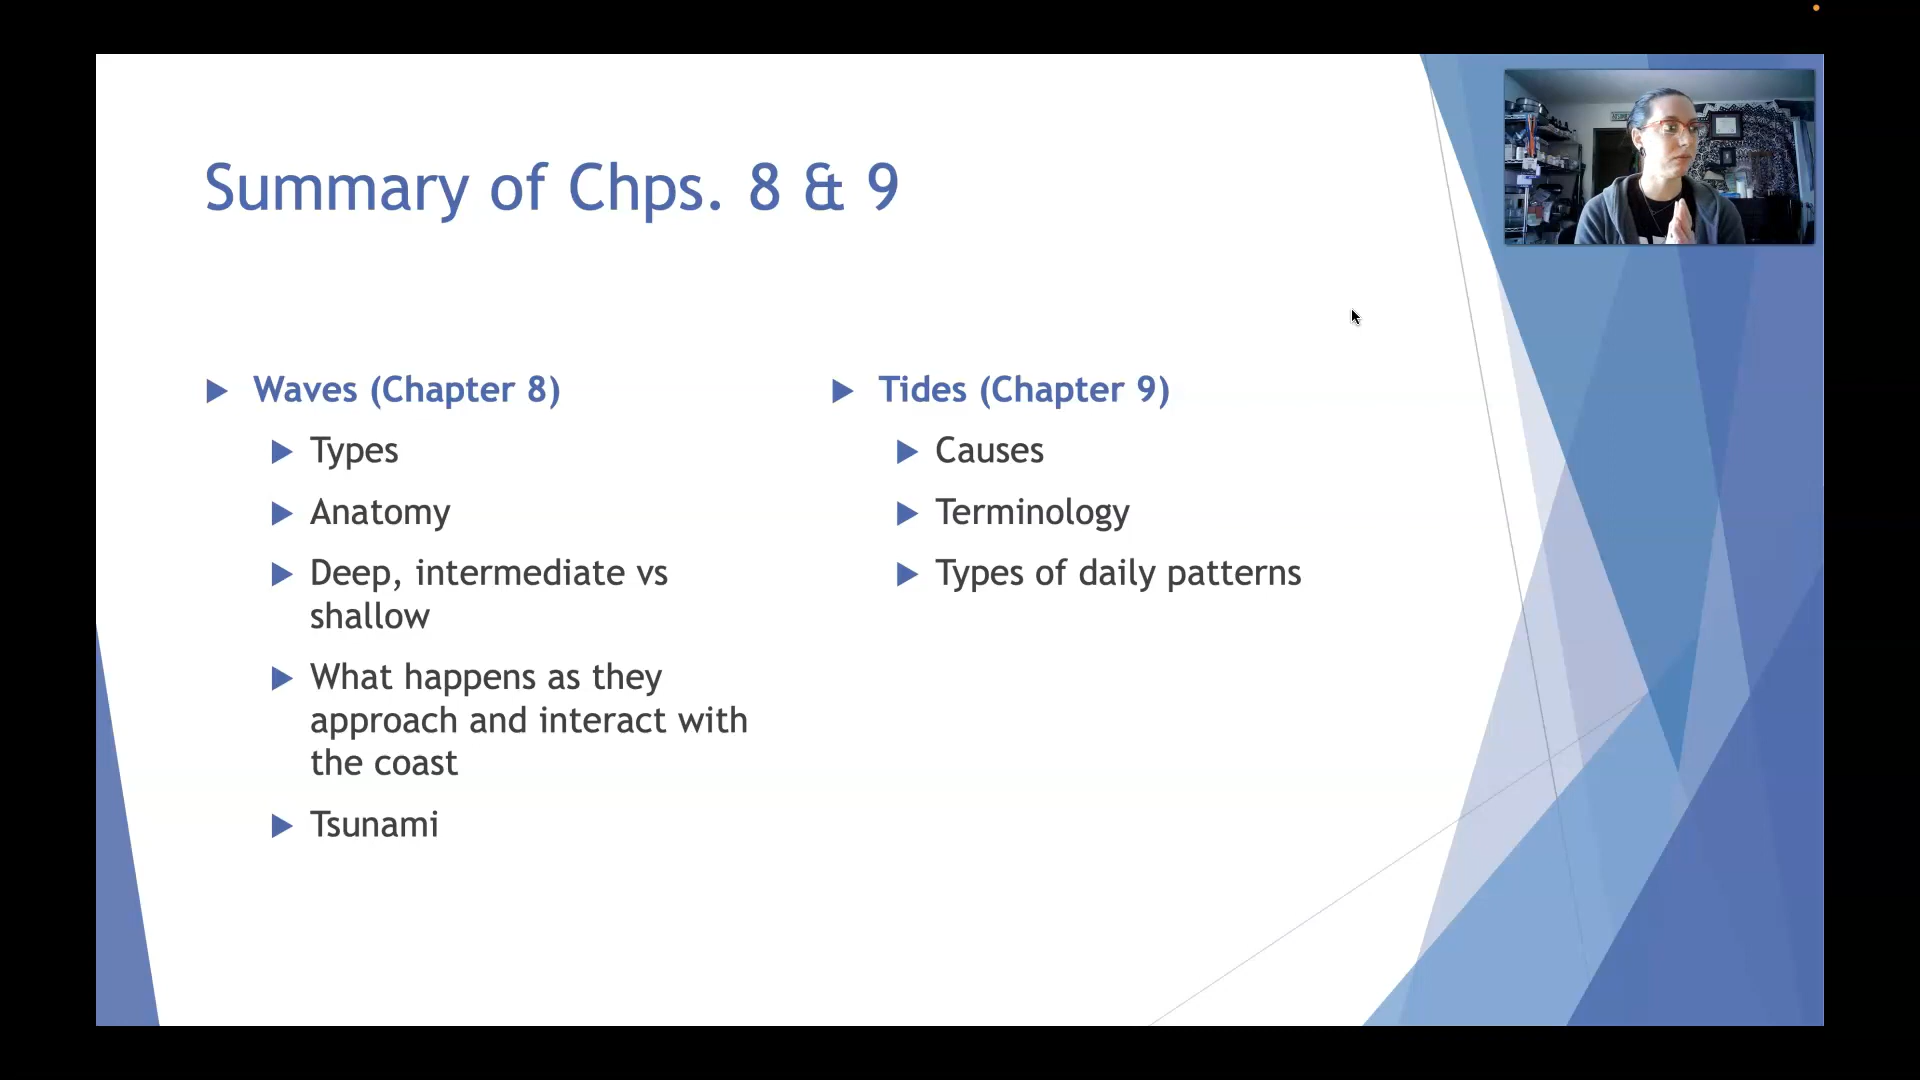 Summary of Chps. 8 & 9
Waves (Chapter 8)
Types
Anatomy
Deep, intermediate vs
shallow
What happens as they
approach and interact with
the coast
Tsunami
Tides (Chapter 9)
Causes
Terminology
Types of daily patterns